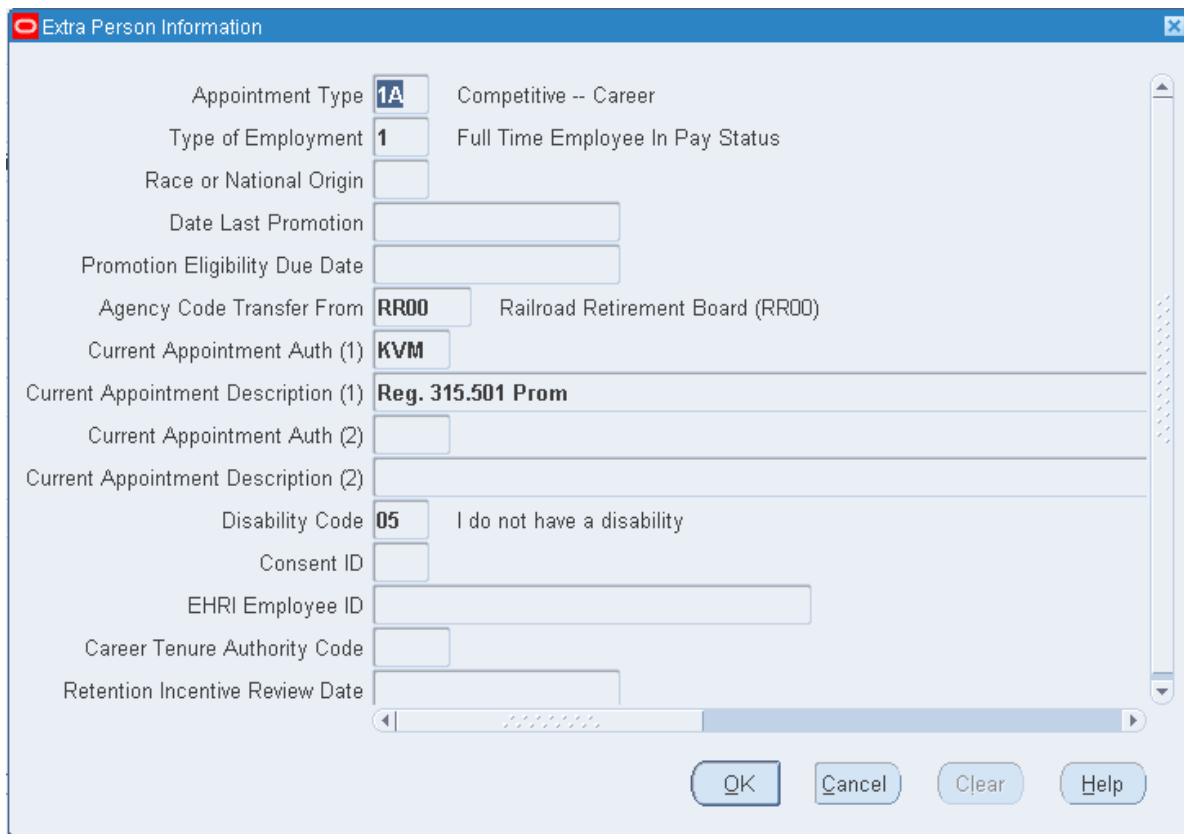 Extra Person Information
Appointment Type 1A Competitive -- Career
Type of Employment 1 Full Time Employee In Pay Status
Race or National Origin
Date Last Promotion
Promotion Eligibility Due Date
Agency Code Transfer From RR00 Railroad Retirement Board (RR00)
Current Appointment Auth (1) KVM
Current Appointment Description (1) Reg. 315.501 Prom
Current Appointment Auth (2)
Current Appointment Description (2)
Disability Code 05 I do not have a disability
Consent ID
EHRI Employee ID
Career Tenure Authority Code
Retention Incentive Review Date
OK Cancel Clear Help